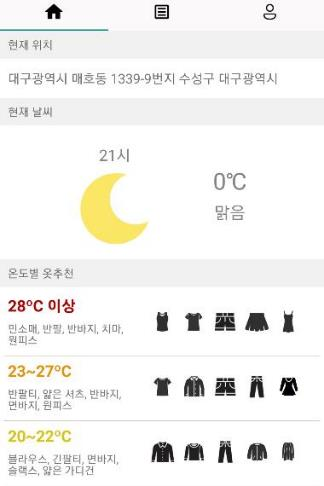 현재 위치
대구광역시 매호동 1339-9번지 수성구 대구광역시
현재 날씨
21시
0℃
맑음
온도별 옷추천
28ºC 이상
민소매, 반팔, 반바지, 치마,
원피스
23~27ºC
반팔티, 얇은 셔츠, 반바지,
면바지, 원피스
20~22ºC
블라우스, 긴팔티, 면바지,
슬랙스, 얇은 가디건